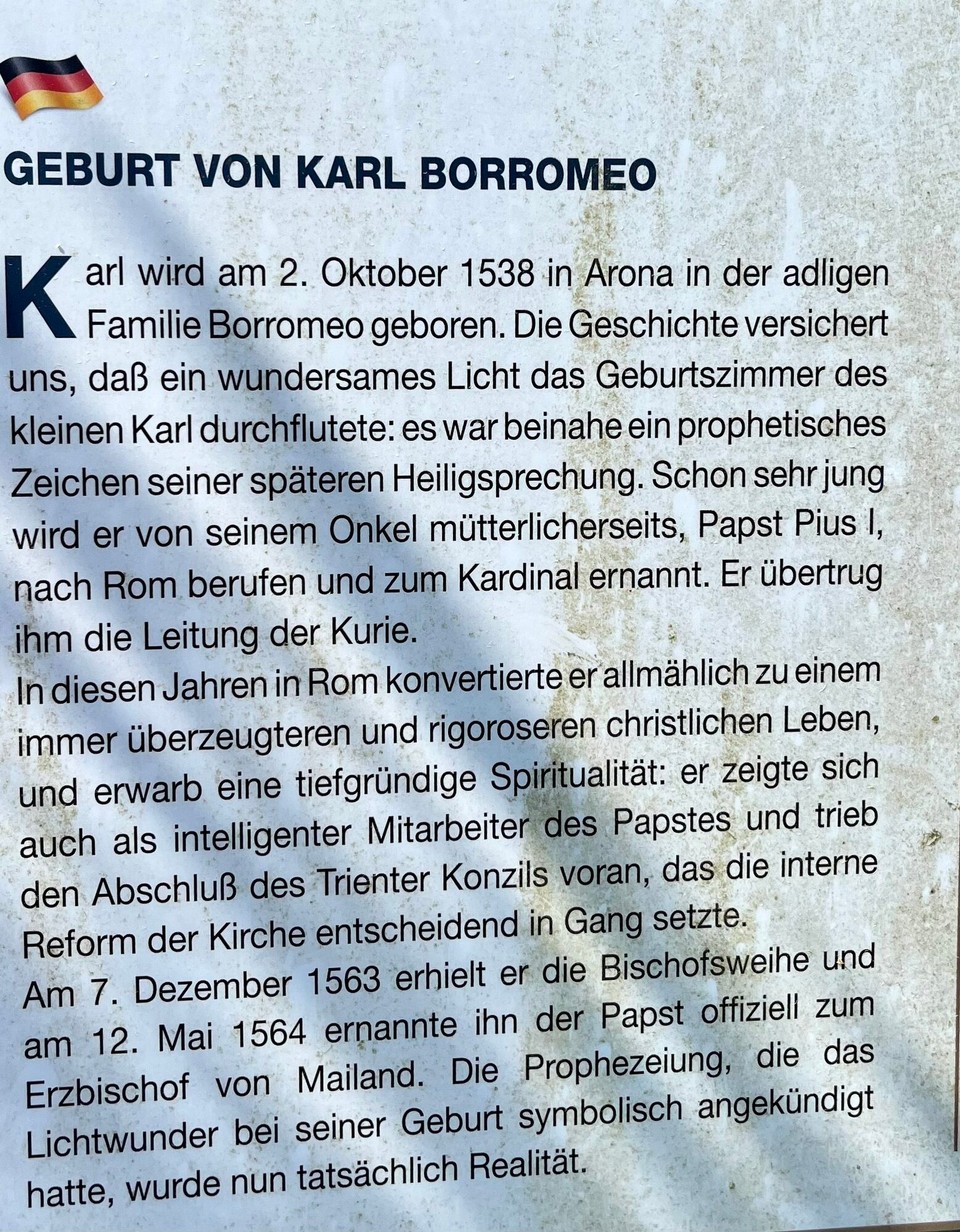 GEBURT VON KARL BORROMEO
Karl wird am 2. Oktober 1538 in Arona in der adligen
Familie Borromeo geboren. Die Geschichte versichert
uns, daß ein wundersames Licht das Geburtszimmer des
kleinen Karl durchflutete: es war beinahe ein prophetisches
Zeichen seiner späteren Heiligsprechung. Schon sehr jung
wird er von seinem Onkel mütterlicherseits, Papst Pius I,
nach Rom berufen und zum Kardinal ernannt. Er übertrug
ihm die Leitung der Kurie.
In diesen Jahren in Rom konvertierte er allmählich zu einem
immer überzeugteren und rigoroseren christlichen Leben,
und erwarb eine tiefgründige Spiritualität: er zeigte sich
auch als intelligenter Mitarbeiter des Papstes und trieb
den Abschluß des Trienter Konzils voran, das die interne
Reform der Kirche entscheidend in Gang setzte.
Am 7. Dezember 1563 erhielt er die Bischofsweihe und
am 12. Mai 1564 ernannte ihn der Papst offiziell zum
Erzbischof von Mailand. Die Prophezeiung, die das
Lichtwunder bei seiner Geburt symbolisch angekündigt
hatte, wurde nun tatsächlich Realität.